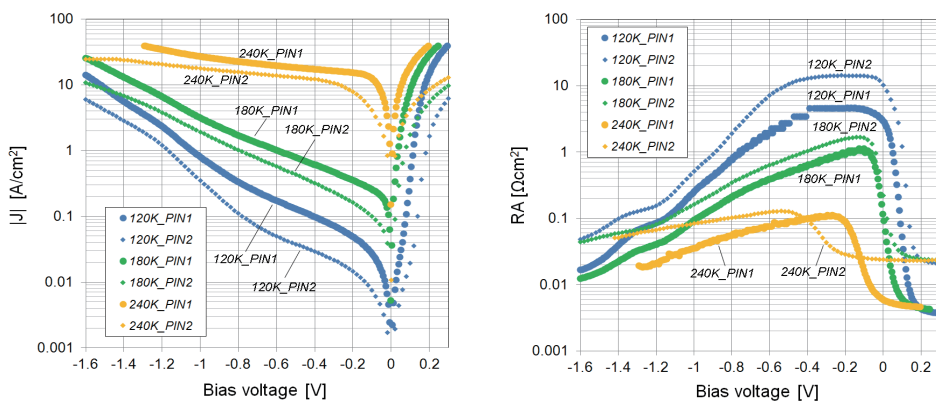 100
10
1
0.1
0.01
0.001
|J| [A/cm²]
240K_PIN1
240K_PIN2
180K_PIN1
180K_PIN2
120K_PIN1
120K_PIN2
120K_PIN1
120K_PIN2
180K_PIN1
180K_PIN2
240K_PIN1
240K_PIN2
-1.6 -1.4 -1.2 -1.0 -0.8 -0.6 -0.4 -0.2 0 0.2
Bias voltage [V]
100
10
1
0.1
0.01
0.001
RA [Ωcm²]
120K_PIN1
120K_PIN2
180K_PIN1
180K_PIN2
240K_PIN1
240K_PIN2
120K_PIN2
120K_PIN1
180K_PIN2
180K_PIN1
240K_PIN1
240K_PIN2
-1.6 -1.4 -1.2 -1 -0.8 -0.6 -0.4 -0.2 0 0.2
Bias voltage [V]